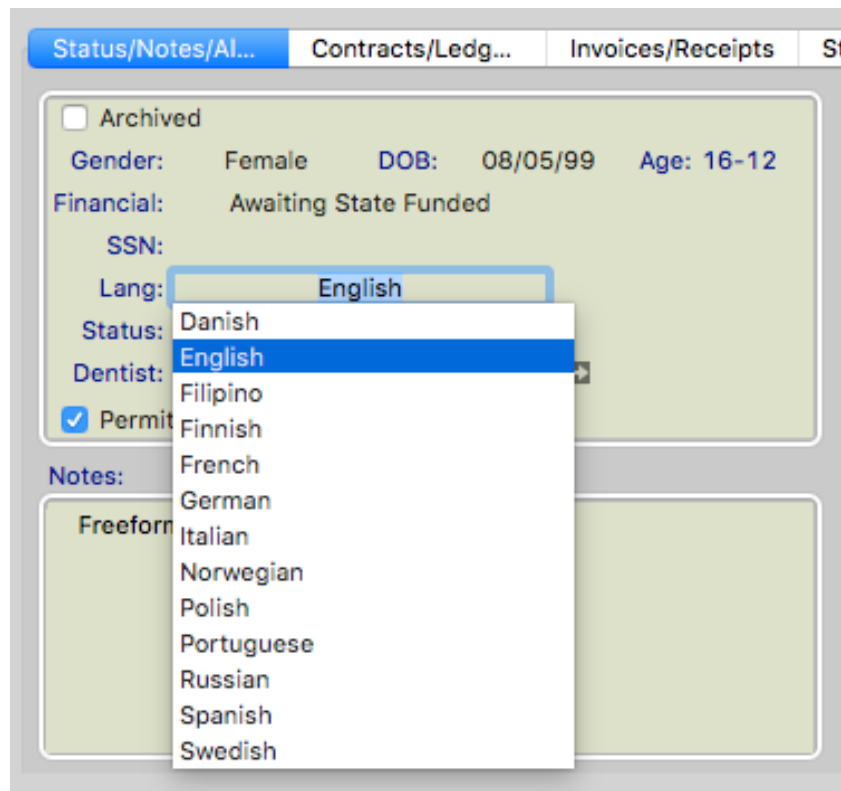 Status/Notes/Al... Contracts/Ledg... Invoices/Receipts St
Archived
Gender: Female DOB: 08/05/99 Age: 16-12
Financial: Awaiting State Funded
SSN:
Lang: English
Status:
Dentist:
Permit
Danish
English
Filipino
Finnish
French
German
Italian
Norwegian
Polish
Portuguese
Russian
Spanish
Swedish
Notes:
Freeform